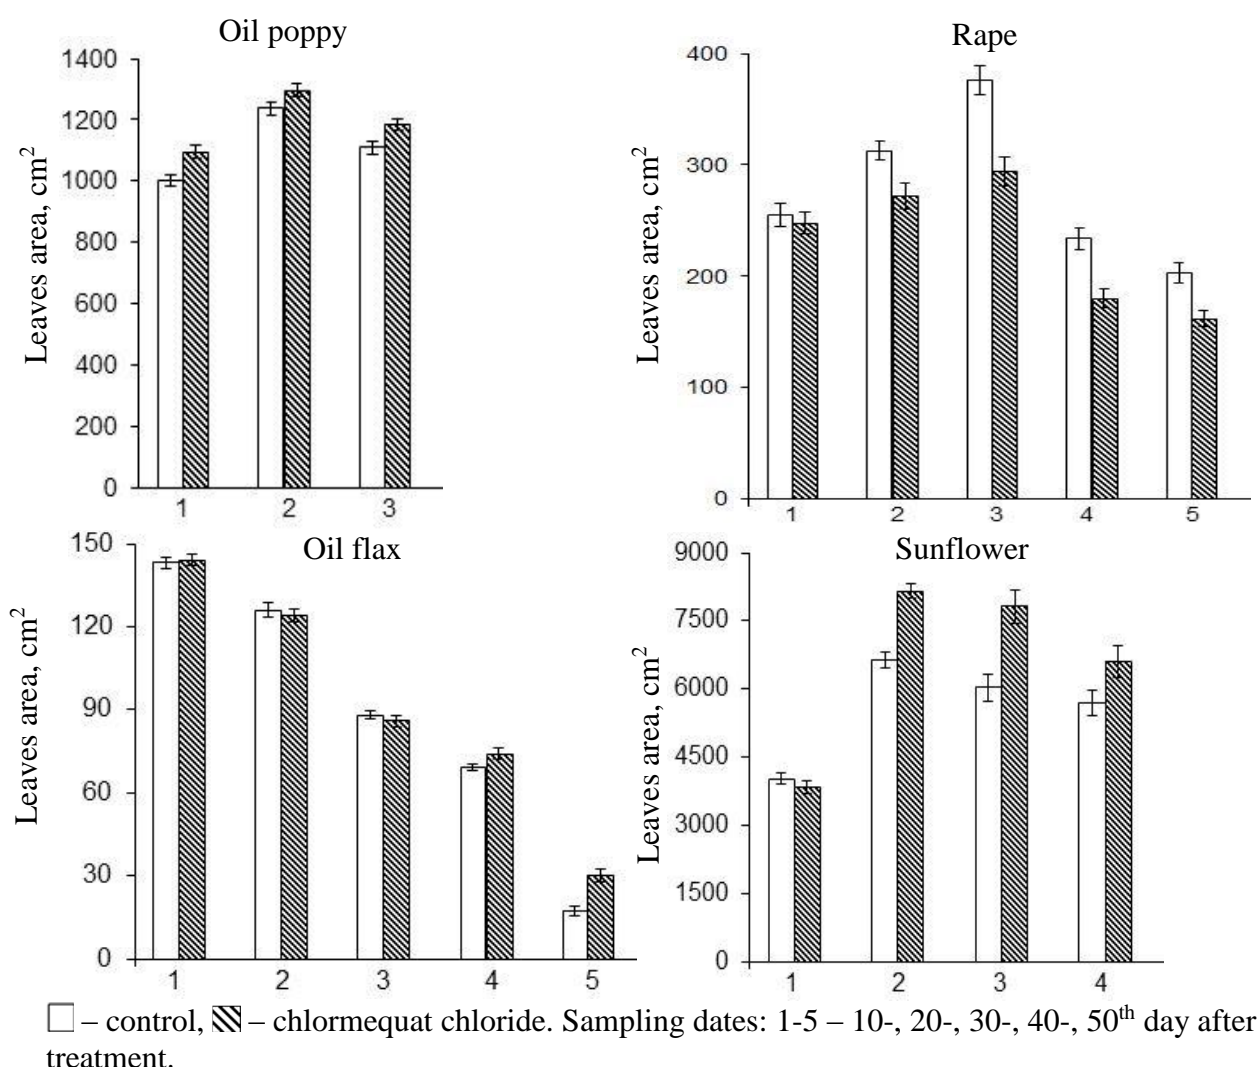 Oil poppy
Leaves area, cm²
1400
1200
1000
800
600
400
200
0
1 2 3
Rape
Leaves area, cm²
400
300
200
100
0
1 2 3 4 5
Oil flax
Leaves area, cm²
150
120
90
60
30
0
1 2 3 4 5
Sunflower
Leaves area, cm²
9000
7500
6000
4500
3000
1500
0
1 2 3 4
– control, – chlormequat chloride. Sampling dates: 1-5 – 10-, 20-, 30-, 40-, 50th day after
treatment.